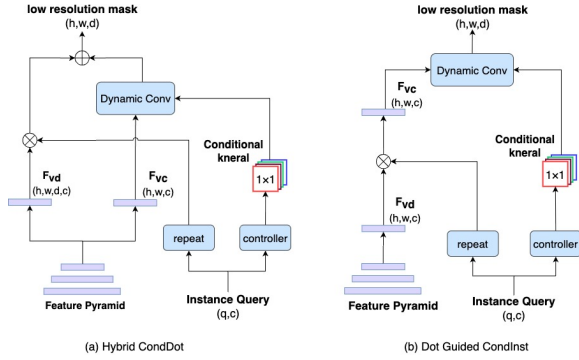 low resolution mask
(h,w,d)
Dynamic Conv
Fvd
(h,w,d,c)
Fvc
(h,w,c)
Conditional
kneral
1×1
repeat
controller
Feature Pyramid
Instance Query
(q,c)
(a) Hybrid CondDot
low resolution mask
(h,w,d)
Dynamic Conv
Fvc
(h,w,c)
Conditional
kneral
1×1
Fvd
(h,w,c)
repeat
controller
Feature Pyramid
Instance Query
(q,c)
(b) Dot Guided CondInst